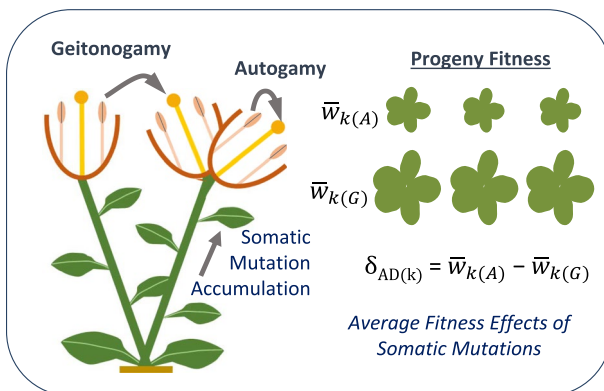 Geitonogamy
Autogamy
Somatic
Mutation
Accumulation
Progeny Fitness
w̅k(A)
w̅k(G)
δAD(k) = w̅k(A) − w̅k(G)
Average Fitness Effects of
Somatic Mutations